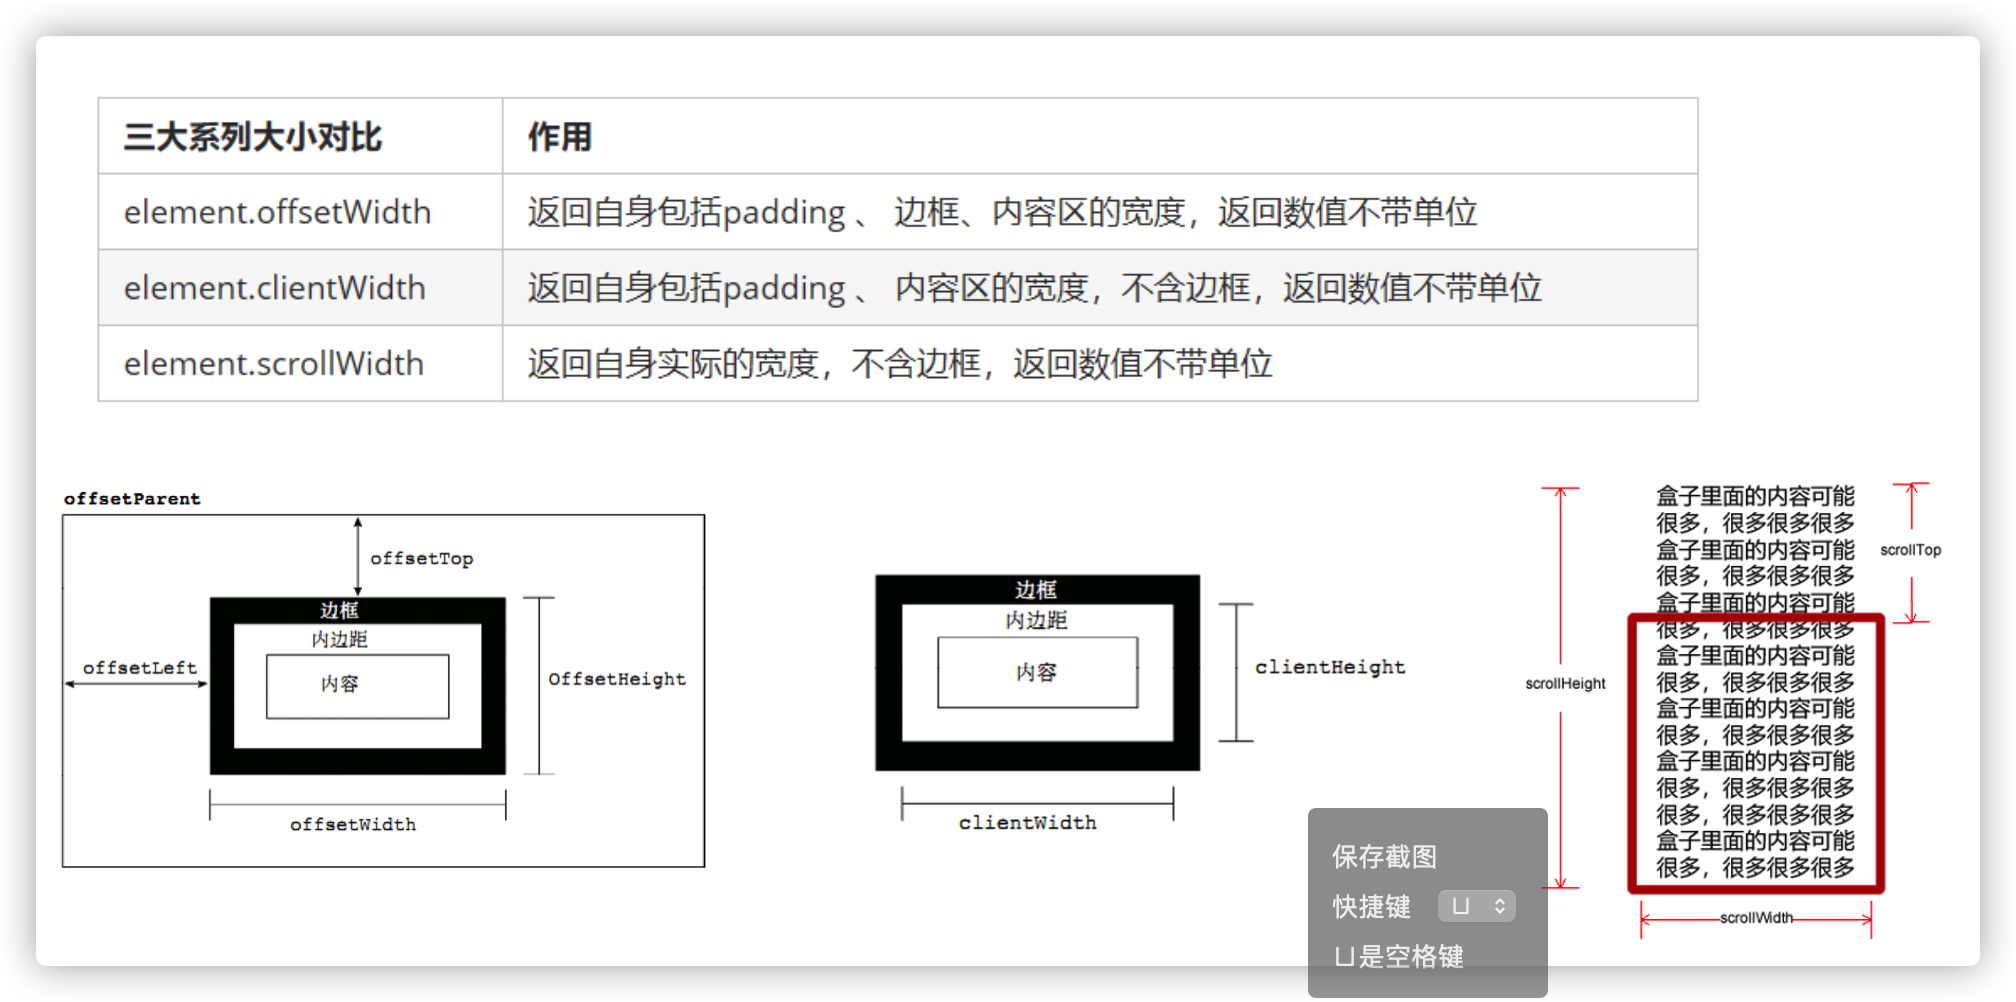 三大系列大小对比
作用
element.offsetWidth
返回自身包括padding 、 边框、内容区的宽度，返回数值不带单位
element.clientWidth
返回自身包括padding 、 内容区的宽度，不含边框，返回数值不带单位
element.scrollWidth
返回自身实际的宽度，不含边框，返回数值不带单位
offsetParent
offsetTop
边框
内边距
内容
offsetLeft
OffsetHeight
offsetWidth
边框
内边距
内容
clientHeight
clientWidth
盒子里面的内容可能
很多，很多很多很多
盒子里面的内容可能
很多，很多很多很多
盒子里面的内容可能
很多，很多很多很多
盒子里面的内容可能
很多，很多很多很多
盒子里面的内容可能
很多，很多很多很多
盒子里面的内容可能
很多，很多很多很多
很多，很多很多很多
盒子里面的内容可能
很多，很多很多很多
scrollTop
scrollHeight
scrollWidth
保存截图
快捷键 ⊔
⊔是空格键